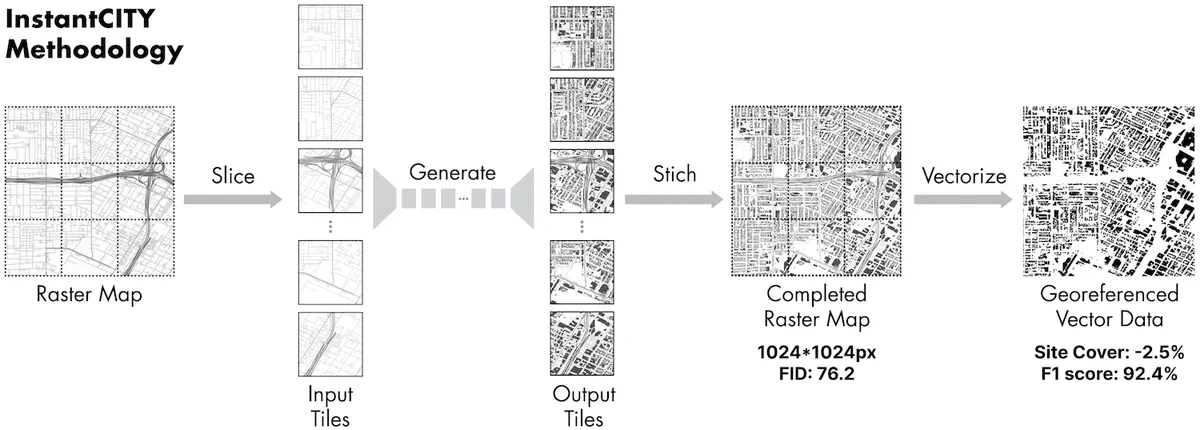 InstantCITY
Methodology
Raster Map
Slice
Input
Tiles
Generate
Output
Tiles
Stich
Completed
Raster Map
1024*1024px
FID: 76.2
Vectorize
Georeferenced
Vector Data
Site Cover: -2.5%
F1 score: 92.4%